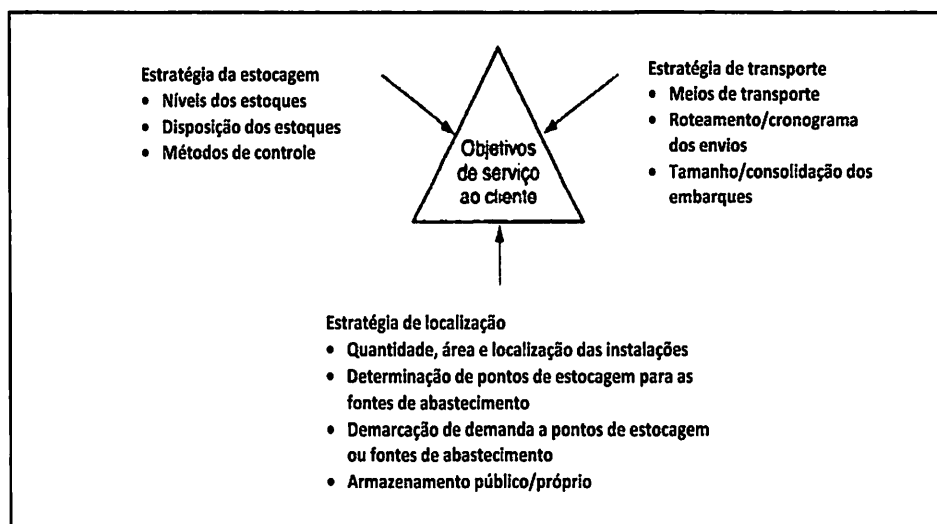 Estratégia da estocagem
• Níveis dos estoques
• Disposição dos estoques
• Métodos de controle
Objetivos
de serviço
ao cliente
Estratégia de transporte
• Meios de transporte
• Roteamento/cronograma
dos envios
• Tamanho/consolidação dos
embarques
Estratégia de localização
• Quantidade, área e localização das instalações
• Determinação de pontos de estocagem para as
fontes de abastecimento
• Demarcação de demanda a pontos de estocagem
ou fontes de abastecimento
• Armazenamento público/próprio